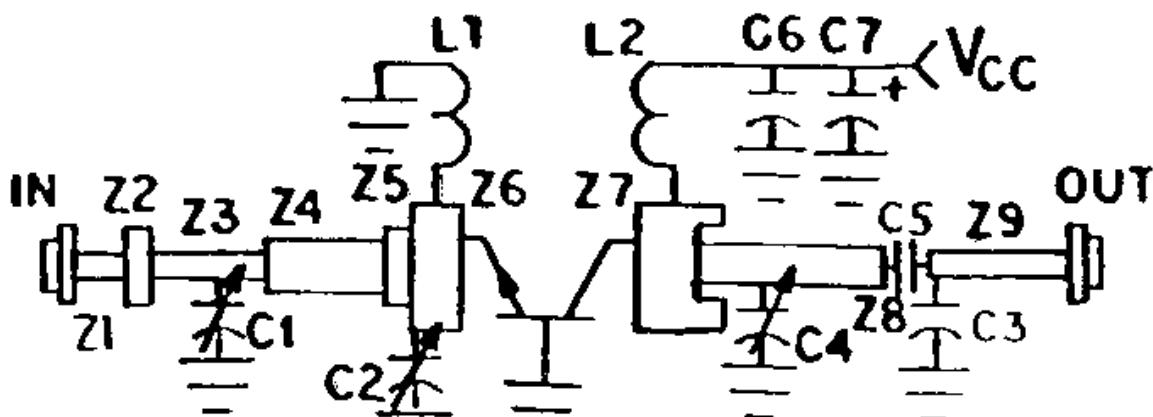 L1 L2 C6 C7
+ VCC
IN Z2 Z3 Z4 Z5 Z6 Z7 C5 Z9 OUT
Z1 C1 C2 C4 Z8 C3